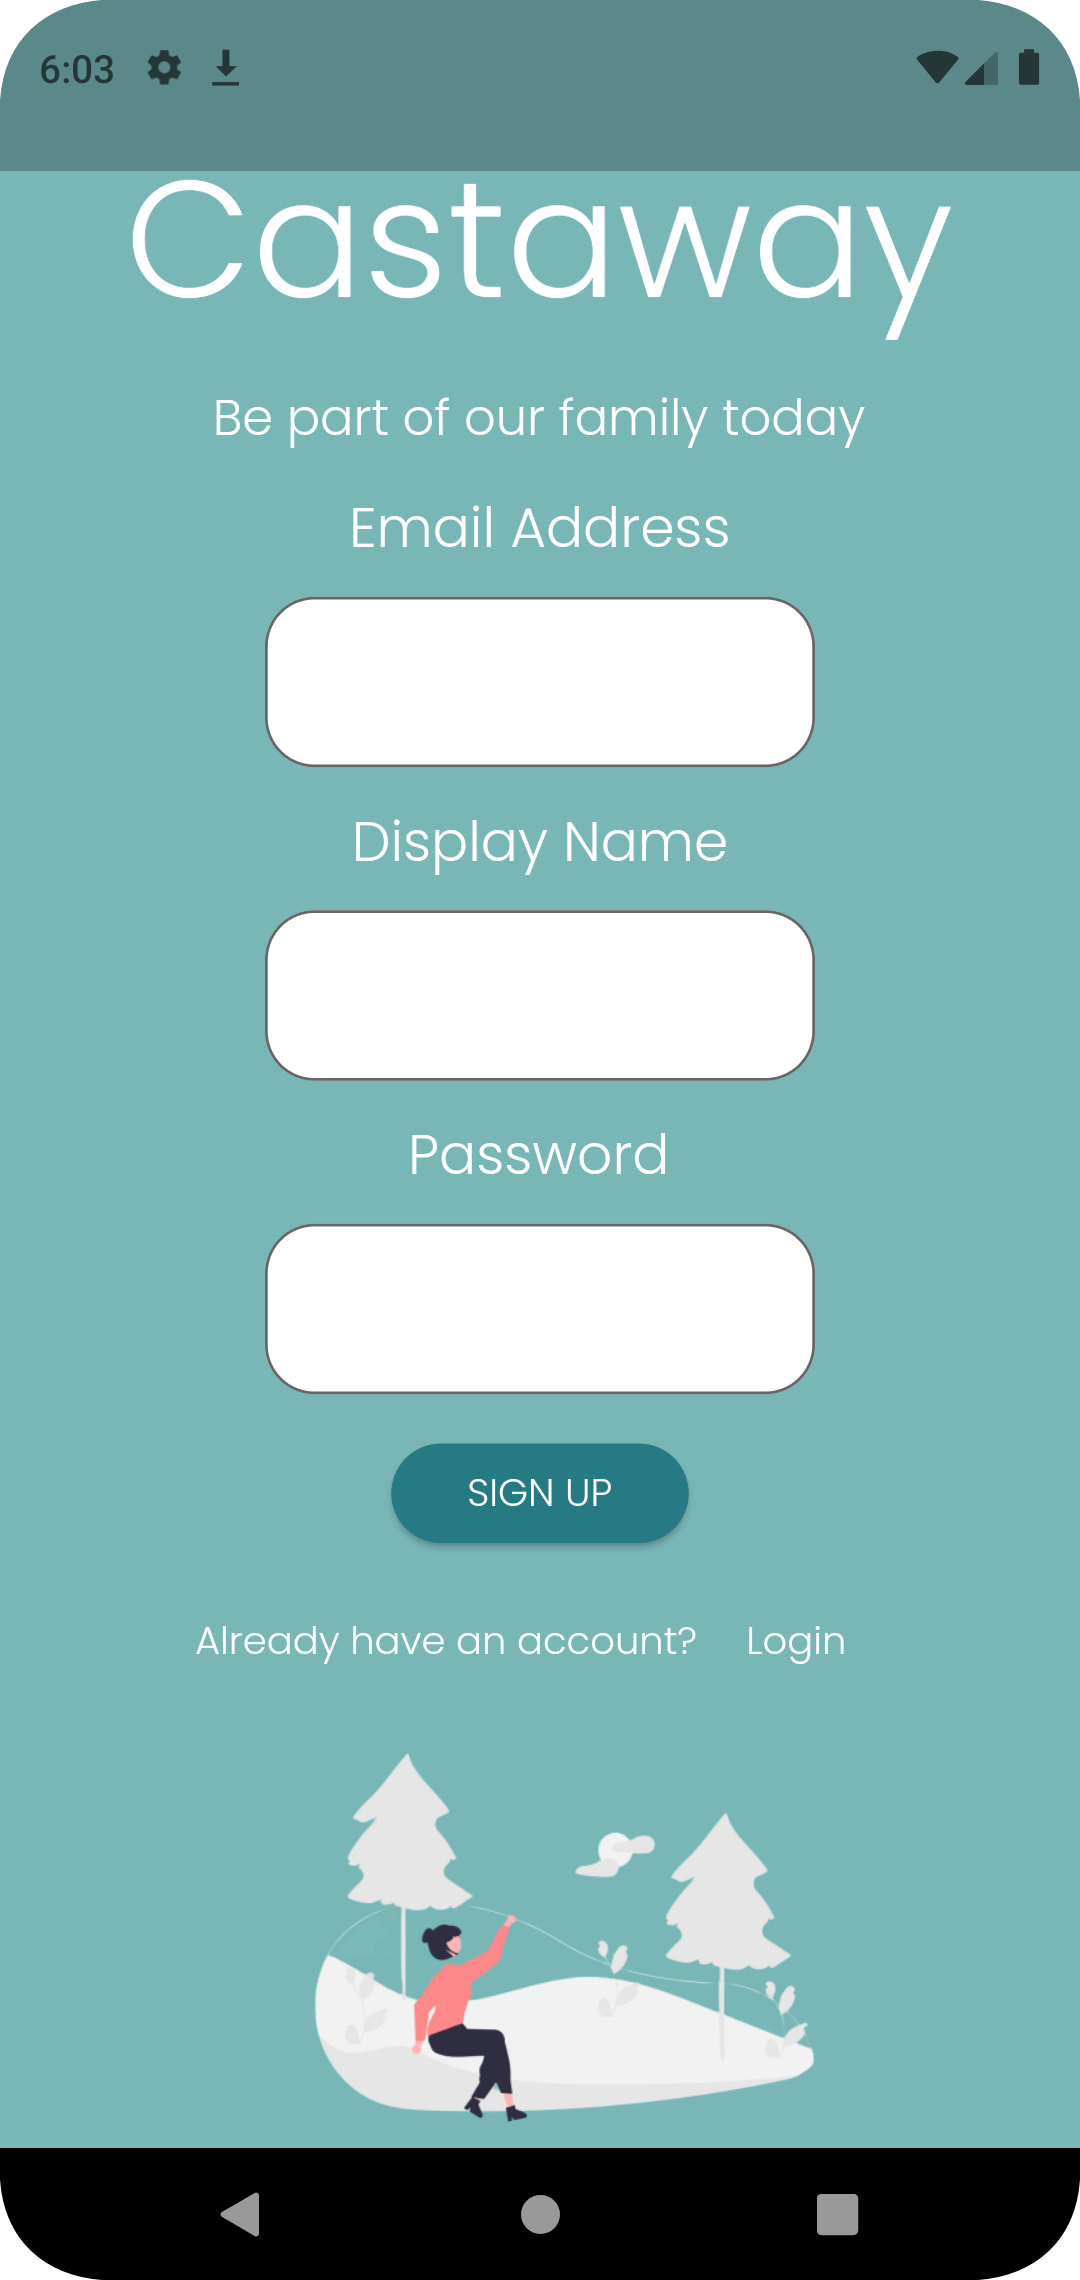 6:03
Castaway
Be part of our family today
Email Address
Display Name
Password
SIGN UP
Already have an account? Login